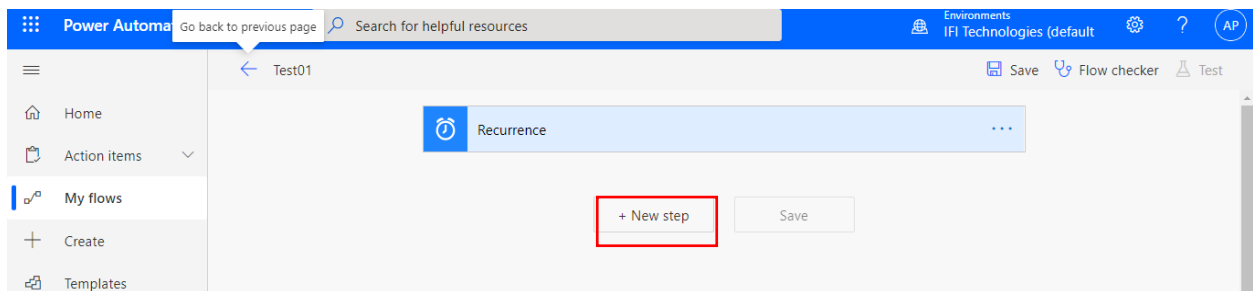 Power Automa
Go back to previous page
Search for helpful resources
Environments
IFI Technologies (default
?
AP
Test01
Save
Flow checker
Test
Home
Recurrence
...
Action items
My flows
+ New step
Save
Create
Templates